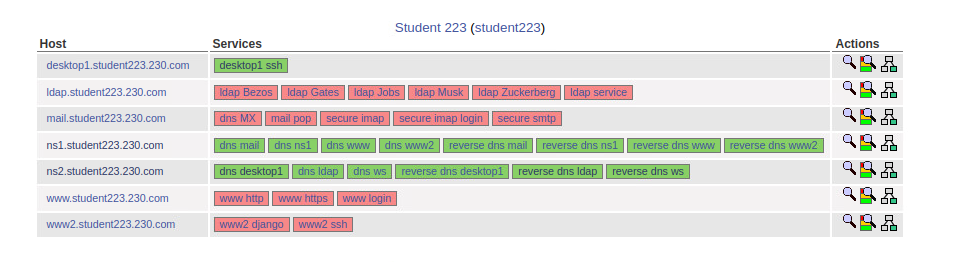 Student 223 (student223)
Host Services Actions
desktop1.student223.230.com desktop1 ssh
ldap.student223.230.com ldap Bezos ldap Gates ldap Jobs ldap Musk ldap Zuckerberg ldap service
mail.student223.230.com dns MX mail pop secure imap secure imap login secure smtp
ns1.student223.230.com dns mail dns ns1 dns www dns www2 reverse dns mail reverse dns ns1 reverse dns www reverse dns www2
ns2.student223.230.com dns desktop1 dns ldap dns ws reverse dns desktop1 reverse dns ldap reverse dns ws
www.student223.230.com www http www https www login
www2.student223.230.com www2 django www2 ssh